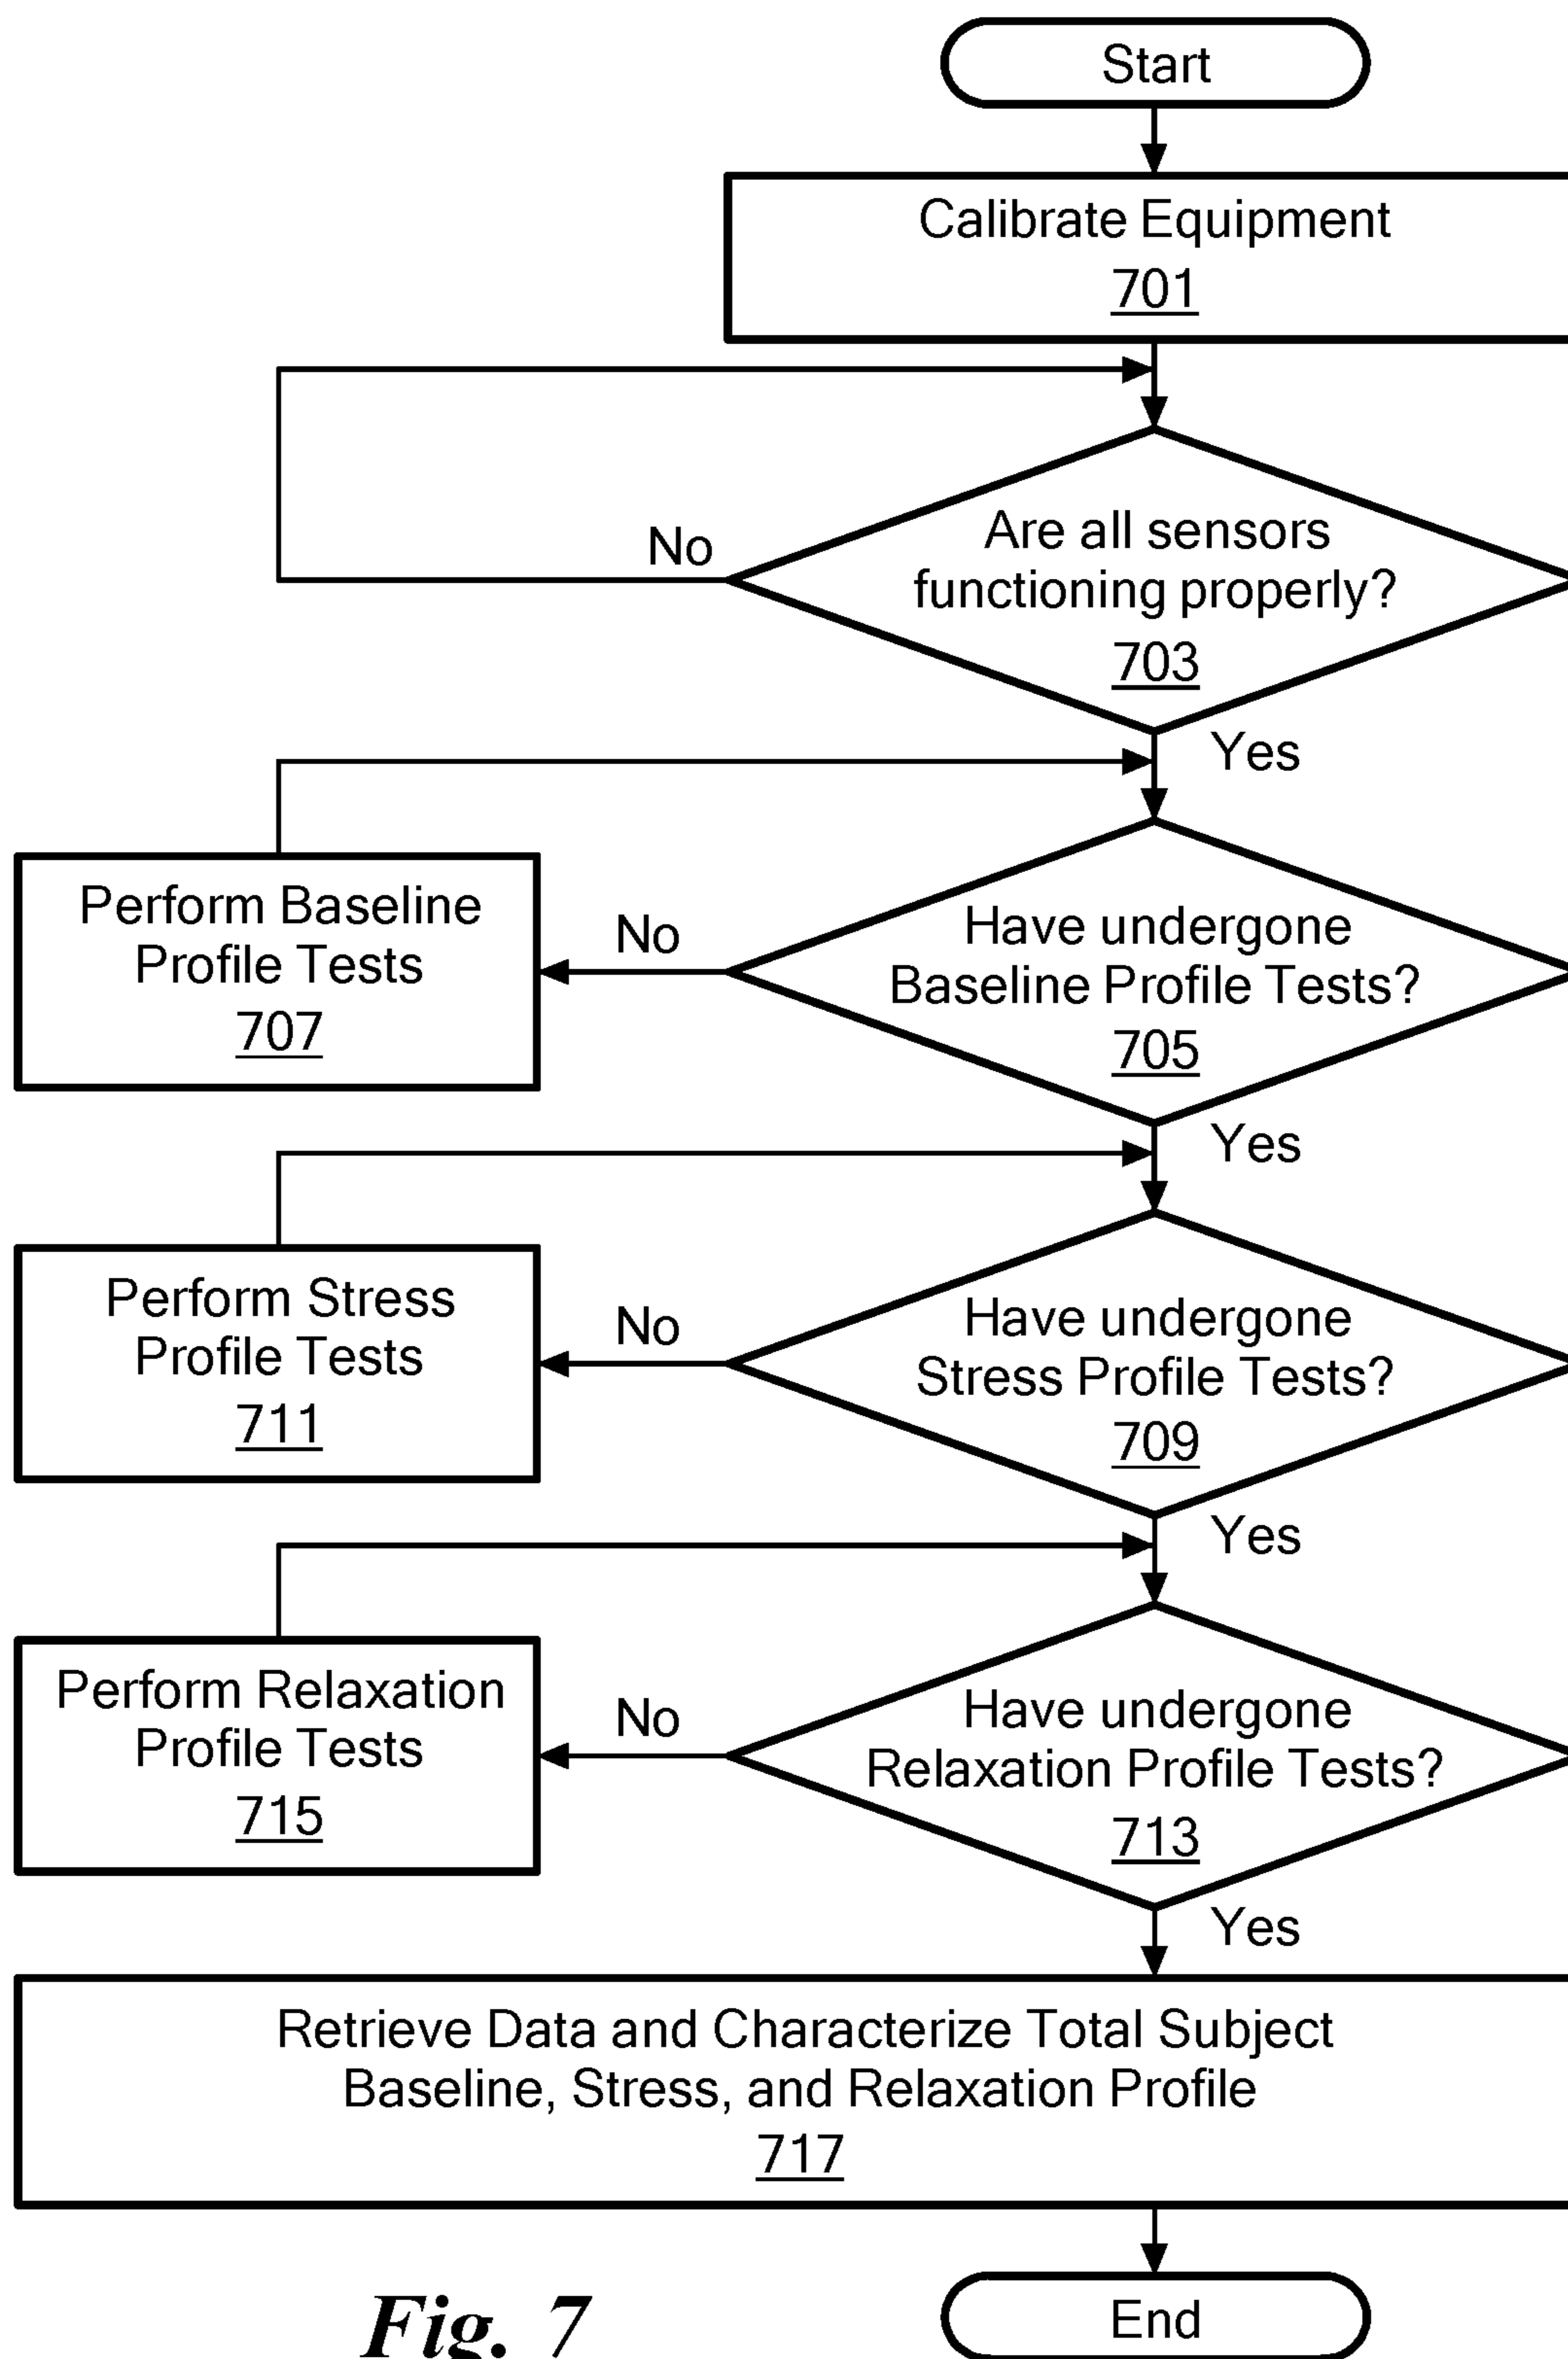 Start
Calibrate Equipment
701
No
Are all sensors
functioning properly?
703
Yes
Perform Baseline
Profile Tests
707
No
Have undergone
Baseline Profile Tests?
705
Yes
Perform Stress
Profile Tests
711
No
Have undergone
Stress Profile Tests?
709
Yes
Perform Relaxation
Profile Tests
715
No
Have undergone
Relaxation Profile Tests?
713
Yes
Retrieve Data and Characterize Total Subject
Baseline, Stress, and Relaxation Profile
717
Fig. 7
End